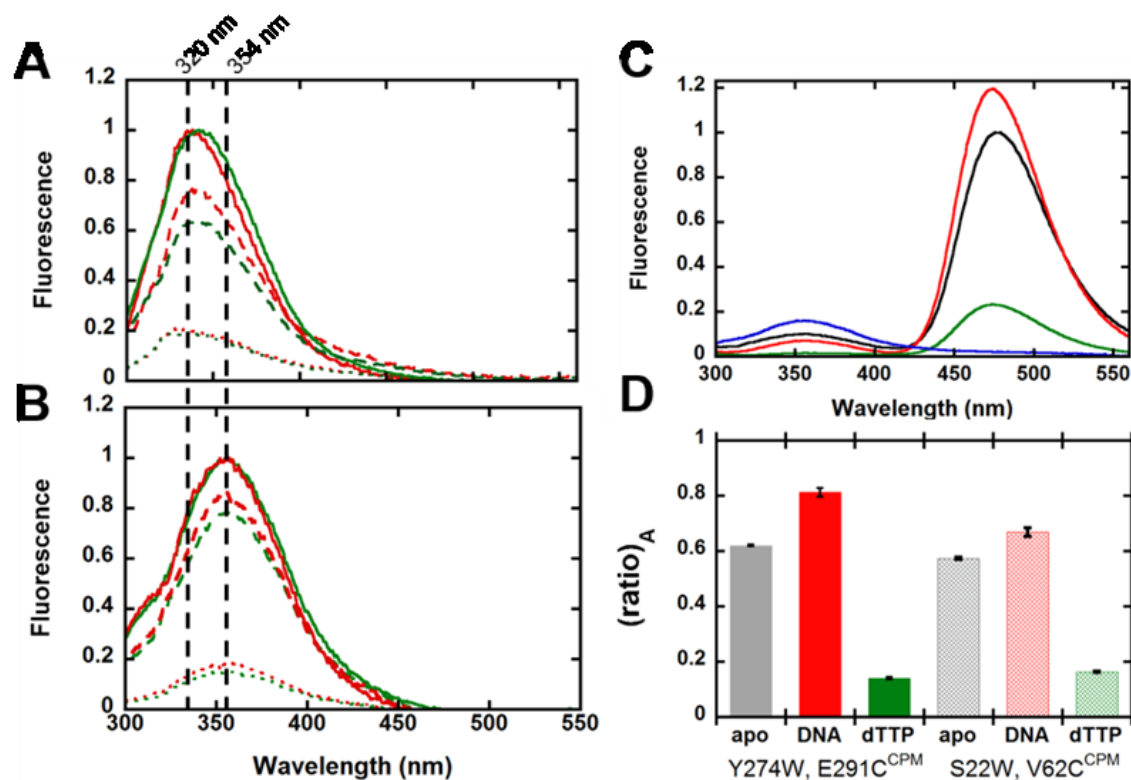 320 nm
354 nm
A
1.2
1
0.8
0.6
0.4
0.2
0
Fluorescence
B
1.2
1
0.8
0.6
0.4
0.2
0
300 350 400 450 500 550
Fluorescence
Wavelength (nm)
C
1.2
1
0.8
0.6
0.4
0.2
0
300 350 400 450 500 550
Fluorescence
Wavelength (nm)
D
1
0.8
0.6
0.4
0.2
0
(ratio)A
apo DNA dTTP apo DNA dTTP
Y274W, E291C^CPM S22W, V62C^CPM